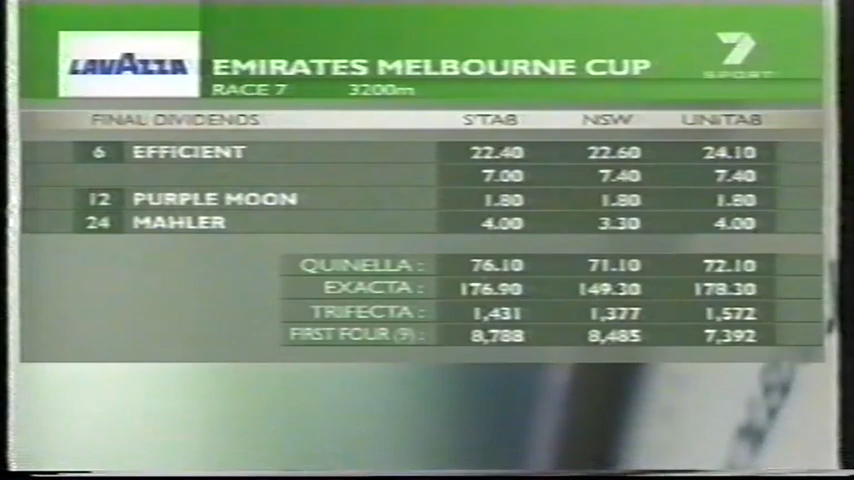 LAVAZZA
EMIRATES MELBOURNE CUP
7 SPORT
RACE 7 3200m
FINAL DIVIDENDS S'TAB NSW UNITAB
6 EFFICIENT 22.40 22.60 24.10
7.00 7.40 7.40
12 PURPLE MOON 1.80 1.80 1.80
24 MAHLER 4.00 3.30 4.00
QUINELLA : 76.10 71.10 72.10
EXACTA : 176.90 149.30 178.30
TRIFECTA : 1,431 1,377 1,572
FIRST FOUR (9) : 8,788 8,485 7,392